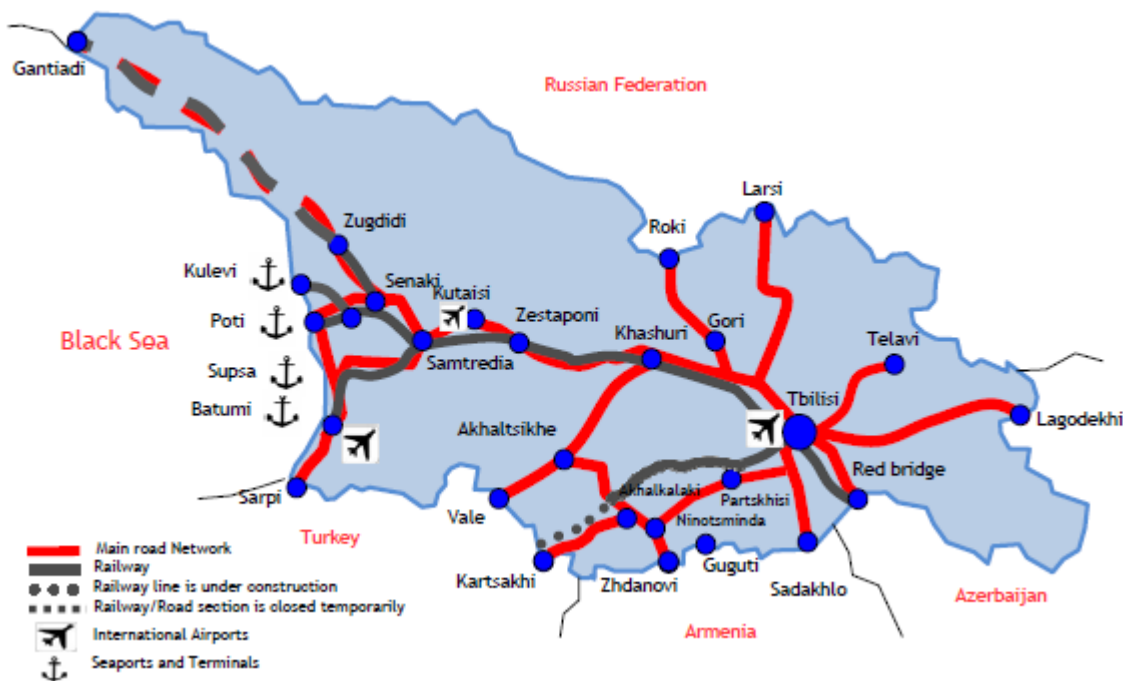 Gantiadi
Russian Federation
Larsi
Zugdidi
Roki
Kulevi
Senaki
Kutaisi
Poti
Zestaponi
Khashuri
Gori
Telavi
Black Sea
Samtredia
Supsa
Tbilisi
Batumi
Lagodekhi
Akhaltsikhe
Red bridge
Sarpi
Akhalkalaki
Partskhisi
Vale
Ninotsminda
Turkey
Main road Network
Railway
Guguti
Kartsakhi
Zhdanovi
Sadakhlo
Railway line is under construction
Azerbaijan
Railway/Road section is closed temporarily
Armenia
International Airports
Seaports and Terminals